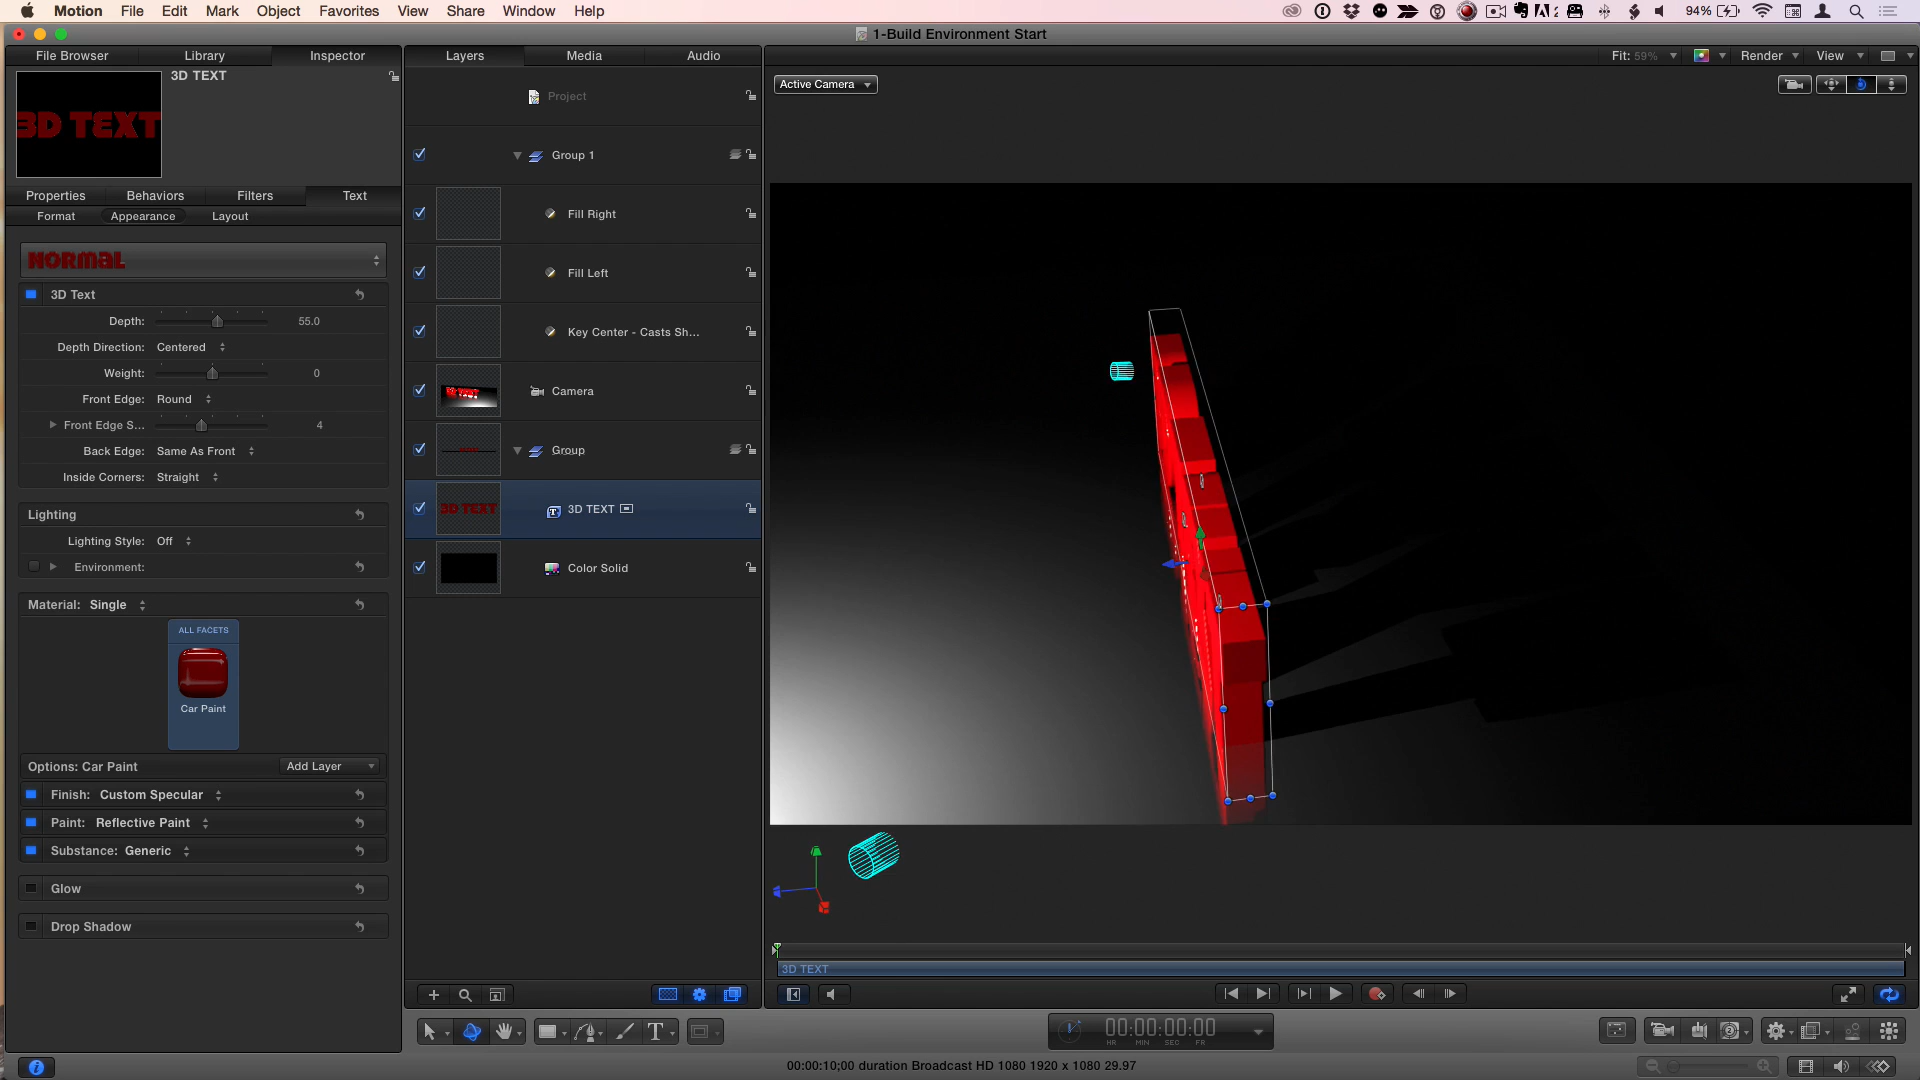 Motion File Edit Mark Object Favorites View Share Window Help
2 94%
1-Build Environment Start
File Browser Library Inspector
Layers Media Audio
Fit: 59% Render View
3D TEXT
3D TEXT
Active Camera
Project
Group 1
Properties Behaviors Filters Text
Format Appearance Layout
Fill Right
NORMAL
Fill Left
3D Text
Depth: 55.0
Key Center - Casts Sh...
Depth Direction: Centered
Weight: 0
Camera
Front Edge: Round
Front Edge S... 4
Back Edge: Same As Front
Group
Inside Corners: Straight
3D TEXT
3D TEXT
Lighting
Lighting Style: Off
Environment:
Color Solid
Material: Single
ALL FACETS
Car Paint
Options: Car Paint Add Layer
Finish: Custom Specular
Paint: Reflective Paint
Substance: Generic
Glow
Drop Shadow
3D TEXT
T
00:00:00:00
HR MIN SEC FR
00:00:10;00 duration Broadcast HD 1080 1920 x 1080 29.97